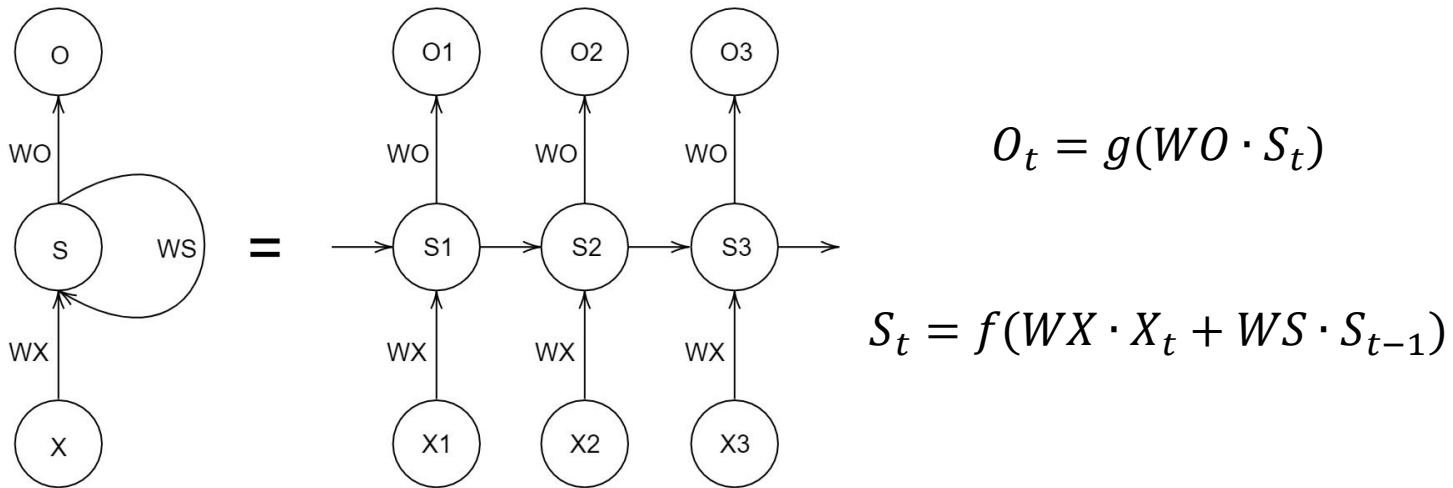 O O1 O2 O3
WO WO WO WO
O_t = g(WO · S_t)
S WS = S1 S2 S3
WX WX WX WX
S_t = f(WX · X_t + WS · S_{t−1})
X X1 X2 X3